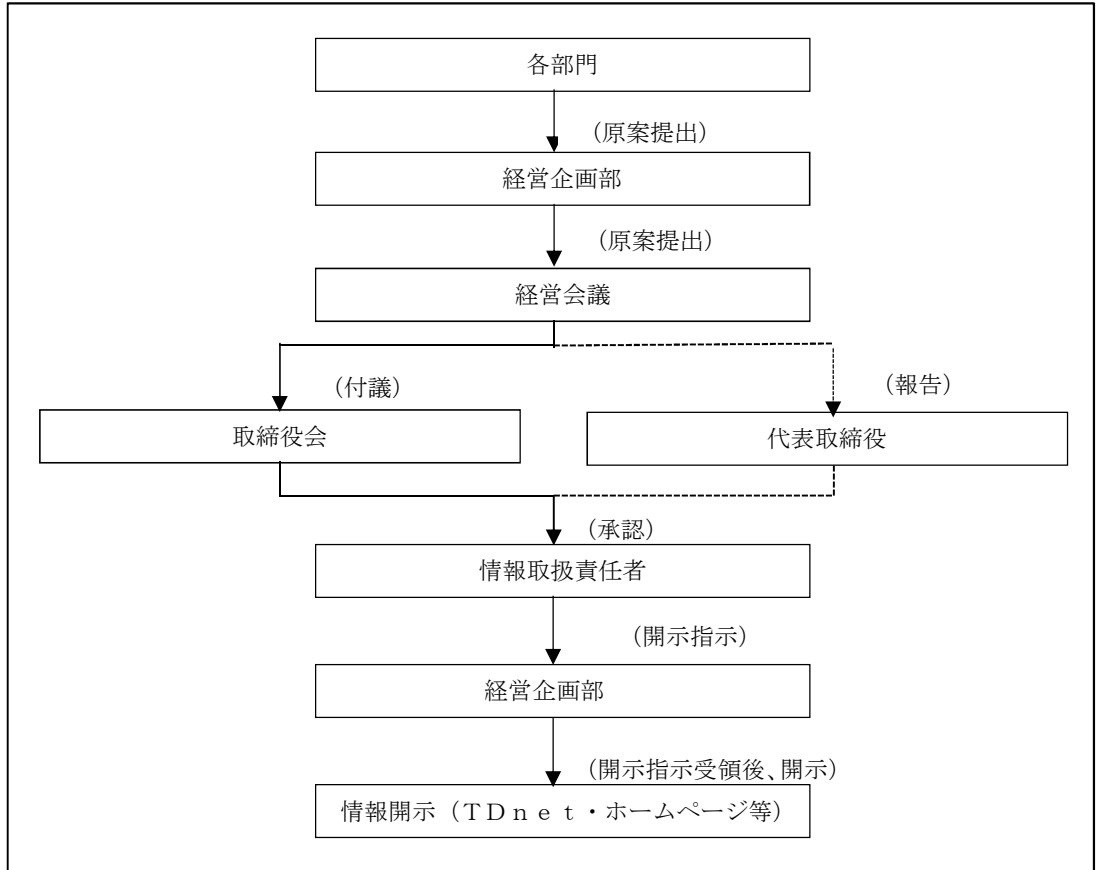 各部門
（原案提出）
経営企画部
（原案提出）
経営会議
（付議）
（報告）
取締役会
代表取締役
（承認）
情報取扱責任者
（開示指示）
経営企画部
（開示指示受領後、開示）
情報開示（ＴＤｎｅｔ・ホームページ等）